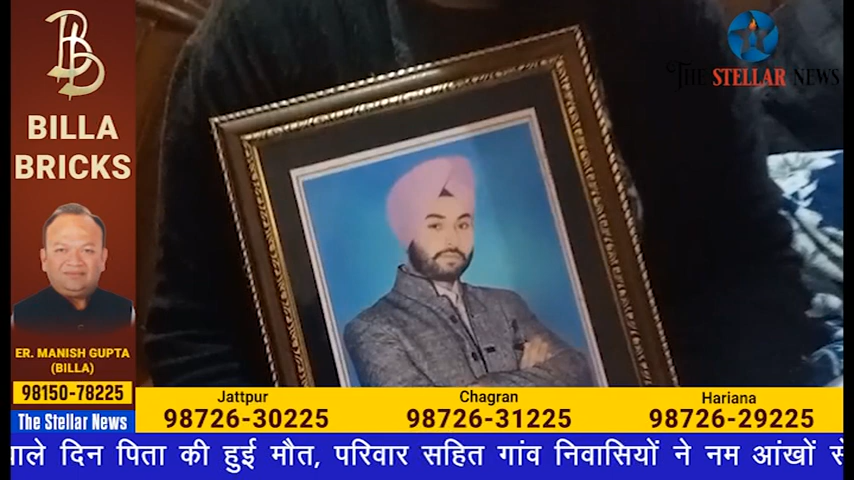 BILLA
BRICKS
ER. MANISH GUPTA
(BILLA)
98150-78225
The Stellar News
THE STELLAR NEWS
Jattpur
98726-30225
Chagran
98726-31225
Hariana
98726-29225
वाले दिन पिता की हुई मौत, परिवार सहित गांव निवासियों ने नम आंखों से